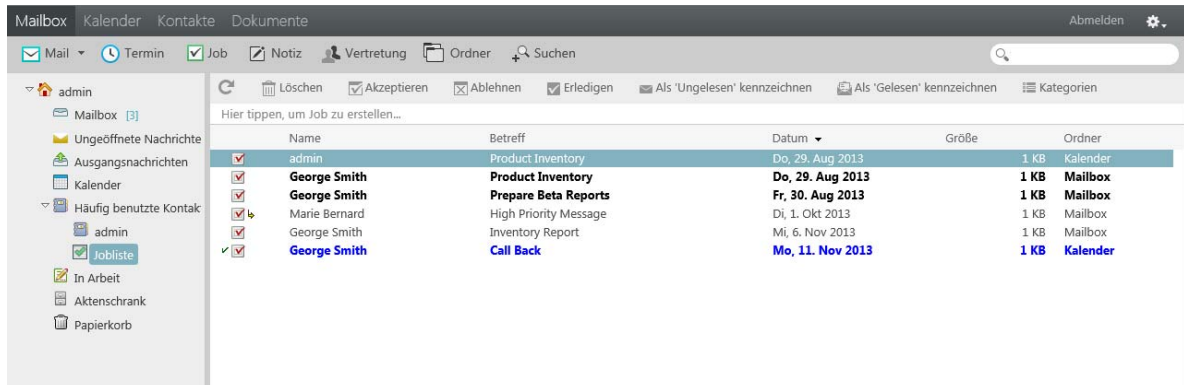 Mailbox Kalender Kontakte Dokumente Abmelden
Mail Termin Job Notiz Vertretung Ordner Suchen
admin
Mailbox [3]
Ungeöffnete Nachrichte
Ausgangsnachrichten
Kalender
Häufig benutzte Kontak
admin
Jobliste
In Arbeit
Aktenschrank
Papierkorb
Löschen Akzeptieren Ablehnen Erledigen Als 'Ungelesen' kennzeichnen Als 'Gelesen' kennzeichnen Kategorien
Hier tippen, um Job zu erstellen...
Name Betreff Datum Größe Ordner
admin Product Inventory Do, 29. Aug 2013 1 KB Kalender
George Smith Product Inventory Do, 29. Aug 2013 1 KB Mailbox
George Smith Prepare Beta Reports Fr, 30. Aug 2013 1 KB Mailbox
Marie Bernard High Priority Message Di, 1. Okt 2013 1 KB Mailbox
George Smith Inventory Report Mi, 6. Nov 2013 1 KB Mailbox
George Smith Call Back Mo, 11. Nov 2013 1 KB Kalender